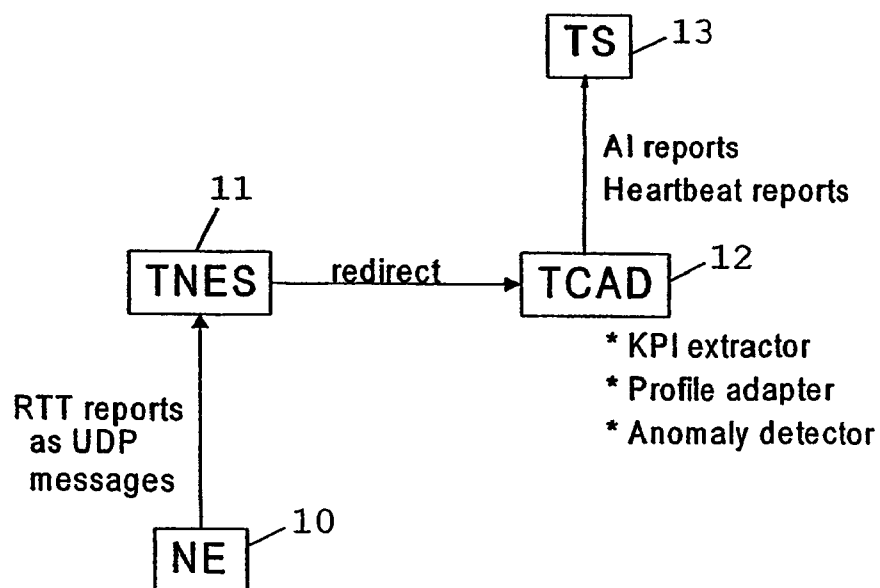 TS
13
AI reports
Heartbeat reports
11
TNES
redirect
TCAD
12
* KPI extractor
* Profile adapter
* Anomaly detector
RTT reports
as UDP
messages
NE
10